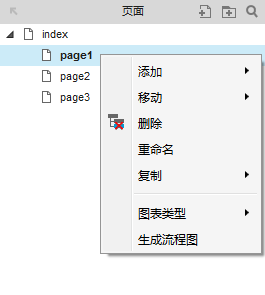 页面
index
page1
page2
page3
添加
移动
删除
重命名
复制
图表类型
生成流程图